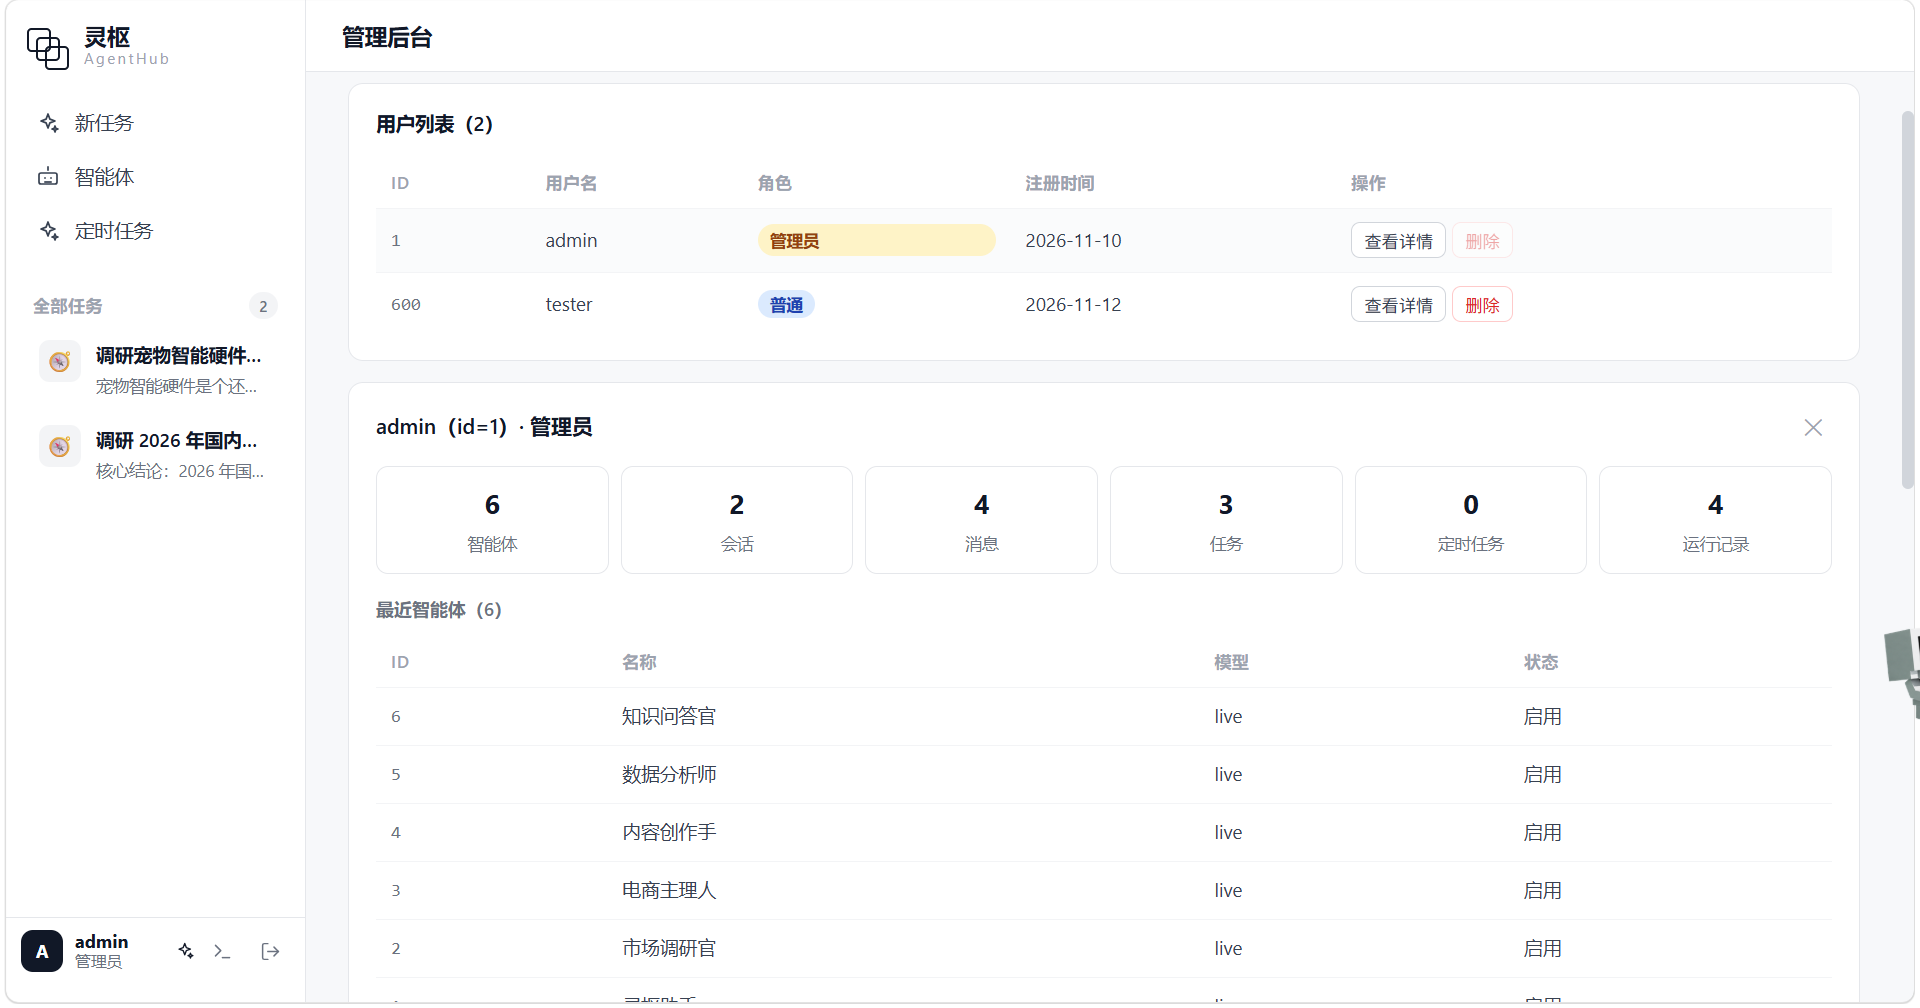 灵枢
AgentHub
新任务
智能体
定时任务
全部任务 2
调研宠物智能硬件...
宠物智能硬件是个还...
调研 2026 年国内...
核心结论：2026 年国...
A
admin
管理员
管理后台
用户列表（2）
ID 用户名 角色 注册时间 操作
1 admin 管理员 2026-11-10 查看详情 删除
600 tester 普通 2026-11-12 查看详情 删除
admin（id=1）· 管理员
6 2 4 3 0 4
智能体 会话 消息 任务 定时任务 运行记录
最近智能体（6）
ID 名称 模型 状态
6 知识问答官 live 启用
5 数据分析师 live 启用
4 内容创作手 live 启用
3 电商主理人 live 启用
2 市场调研官 live 启用